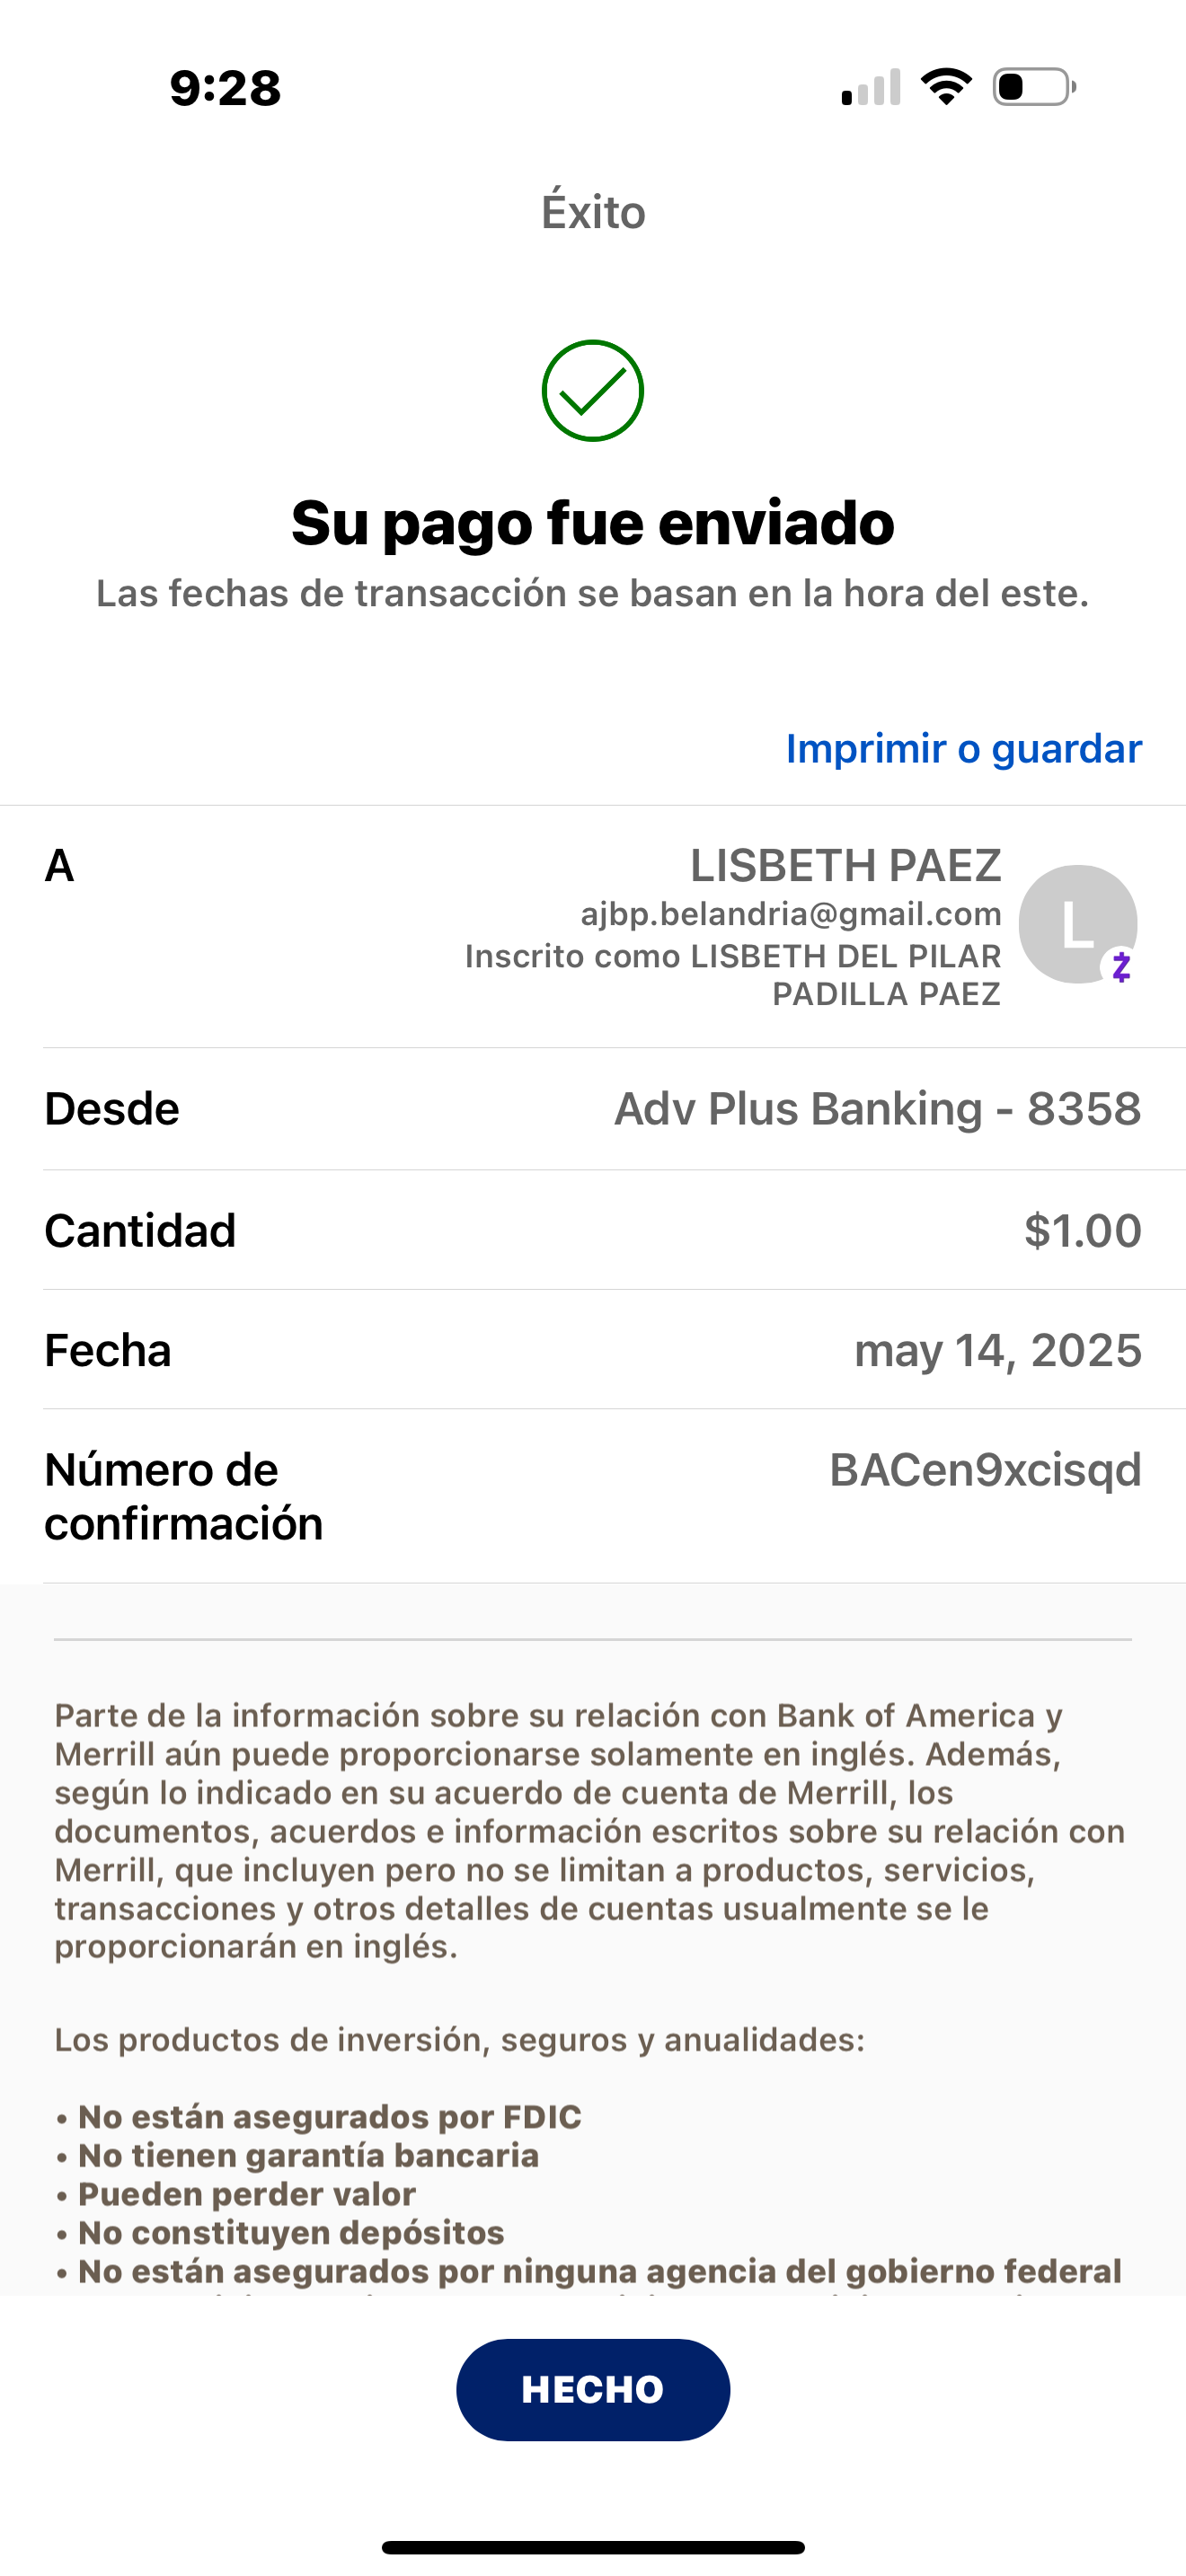 9:28
Éxito
Su pago fue enviado
Las fechas de transacción se basan en la hora del este.
Imprimir o guardar
A
LISBETH PAEZ
ajbp.belandria@gmail.com
Inscrito como LISBETH DEL PILAR
PADILLA PAEZ
L
Desde
Adv Plus Banking - 8358
Cantidad
$1.00
Fecha
may 14, 2025
Número de
confirmación
BACen9xcisqd
Parte de la información sobre su relación con Bank of America y
Merrill aún puede proporcionarse solamente en inglés. Además,
según lo indicado en su acuerdo de cuenta de Merrill, los
documentos, acuerdos e información escritos sobre su relación con
Merrill, que incluyen pero no se limitan a productos, servicios,
transacciones y otros detalles de cuentas usualmente se le
proporcionarán en inglés.
Los productos de inversión, seguros y anualidades:
• No están asegurados por FDIC
• No tienen garantía bancaria
• Pueden perder valor
• No constituyen depósitos
• No están asegurados por ninguna agencia del gobierno federal
HECHO